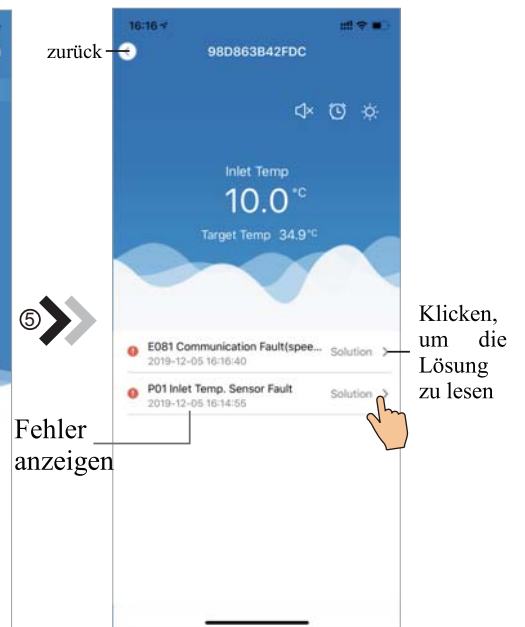 16:16
zurück
98D863B42FDC
Inlet Temp
10.0 °C
Target Temp 34.9°C
⑤
E081 Communication Fault(spee... Solution
2019-12-05 16:16:40
P01 Inlet Temp. Sensor Fault Solution
2019-12-05 16:14:55
Klicken,
um die
Lösung
zu lesen
Fehler
anzeigen